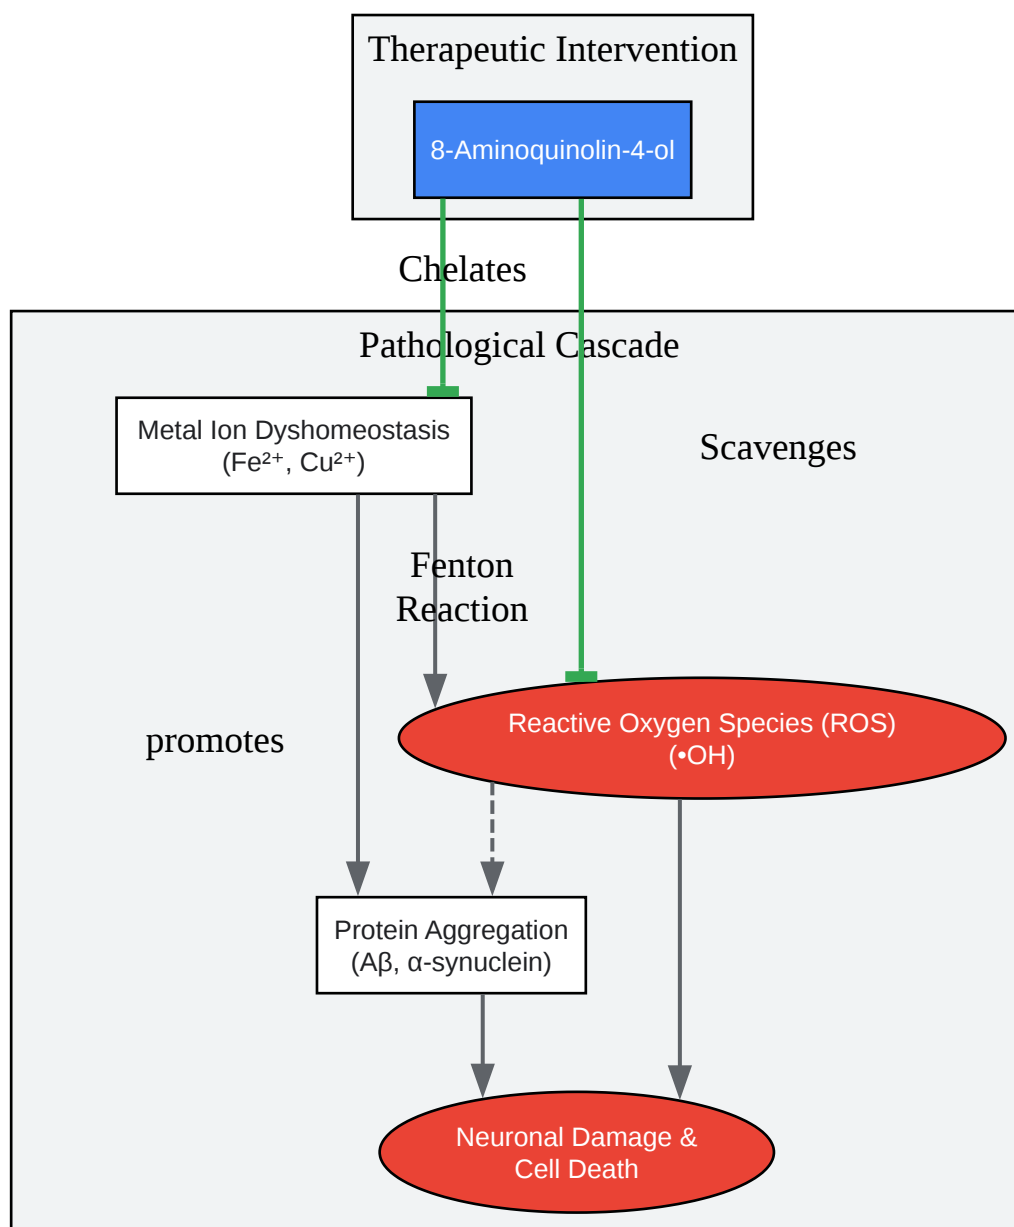 Therapeutic Intervention
8-Aminoquinolin-4-ol
Chelates
Pathological Cascade
Metal Ion Dyshomeostasis
(Fe²⁺, Cu²⁺)
Scavenges
Fenton
Reaction
Reactive Oxygen Species (ROS)
(•OH)
promotes
Protein Aggregation
(Aβ, α-synuclein)
Neuronal Damage &
Cell Death